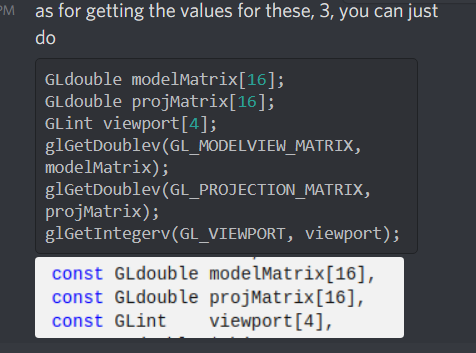 PM as for getting the values for these, 3, you can just
do
GLdouble modelMatrix[16];
GLdouble projMatrix[16];
GLint viewport[4];
glGetDoublev(GL_MODELVIEW_MATRIX,
modelMatrix);
glGetDoublev(GL_PROJECTION_MATRIX,
projMatrix);
glGetIntegerv(GL_VIEWPORT, viewport);
const GLdouble modelMatrix[16],
const GLdouble projMatrix[16],
const GLint    viewport[4],